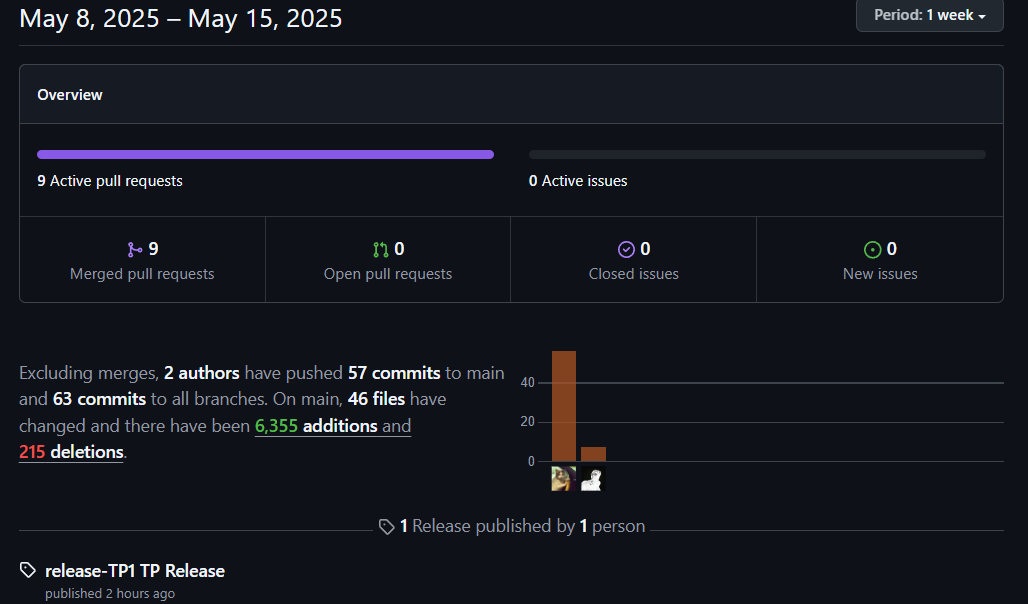 May 8, 2025 – May 15, 2025
Period: 1 week
Overview
9 Active pull requests
0 Active issues
9
Merged pull requests
0
Open pull requests
0
Closed issues
0
New issues
Excluding merges, 2 authors have pushed 57 commits to main
and 63 commits to all branches. On main, 46 files have
changed and there have been 6,355 additions and
215 deletions.
40
20
0
1 Release published by 1 person
release-TP1 TP Release
published 2 hours ago